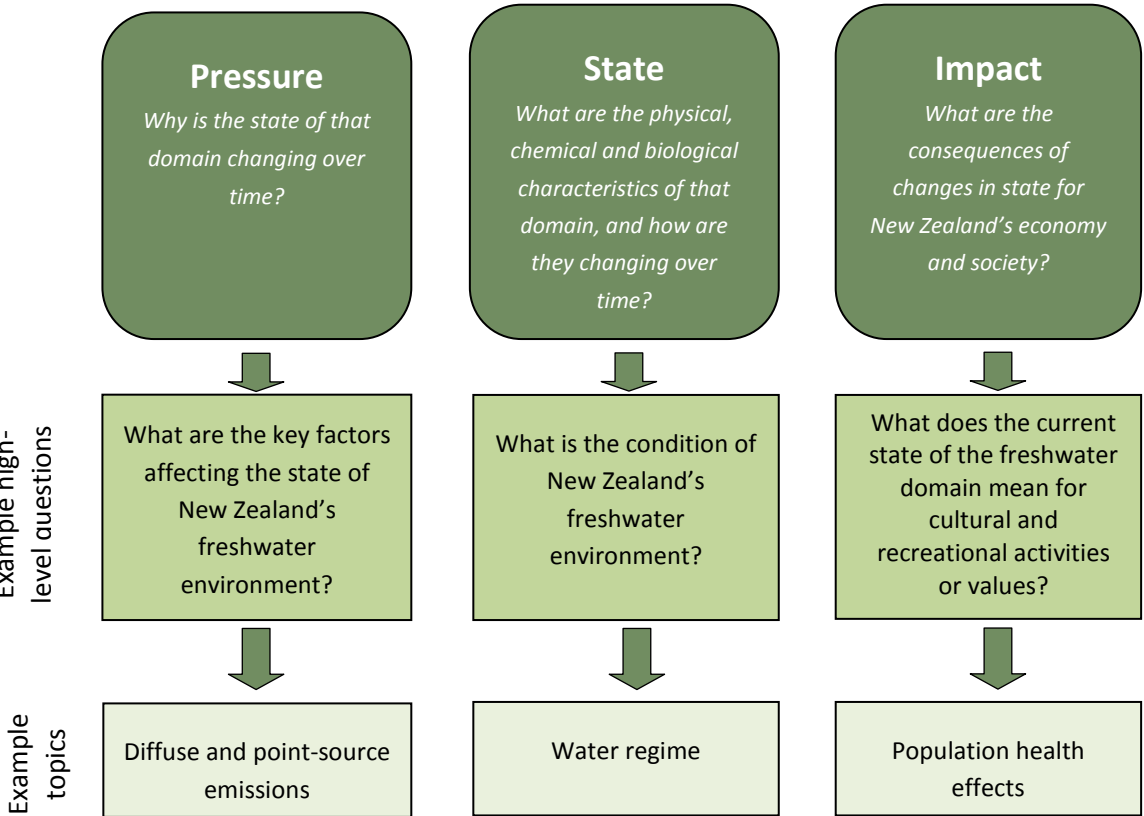 Pressure
Why is the state of that
domain changing over
time?
State
What are the physical,
chemical and biological
characteristics of that
domain, and how are
they changing over
time?
Impact
What are the
consequences of
changes in state for
New Zealand's economy
and society?
Example high-
level questions
What are the key factors
affecting the state of
New Zealand's
freshwater
environment?
What is the condition of
New Zealand's
freshwater
environment?
What does the current
state of the freshwater
domain mean for
cultural and
recreational activities
or values?
Example
topics
Diffuse and point-source
emissions
Water regime
Population health
effects